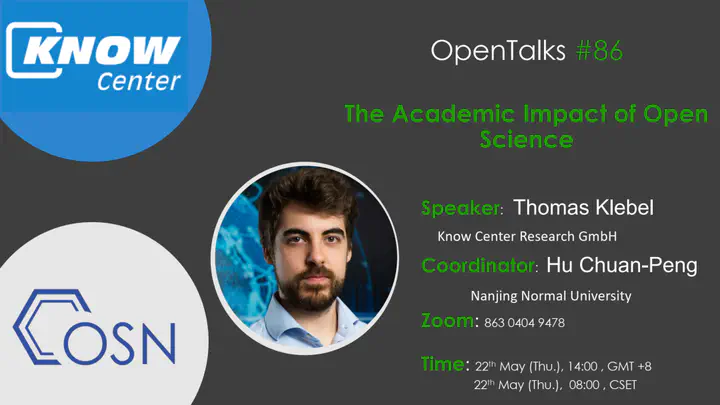 KNOW
Center
OpenTalks #86
The Academic Impact of Open
Science
Speaker: Thomas Klebel
Know Center Research GmbH
Coordinator: Hu Chuan-Peng
Nanjing Normal University
Zoom: 863 0404 9478
Time: 22th May (Thu.), 14:00 , GMT +8
22th May (Thu.), 08:00 , CSET
COSN